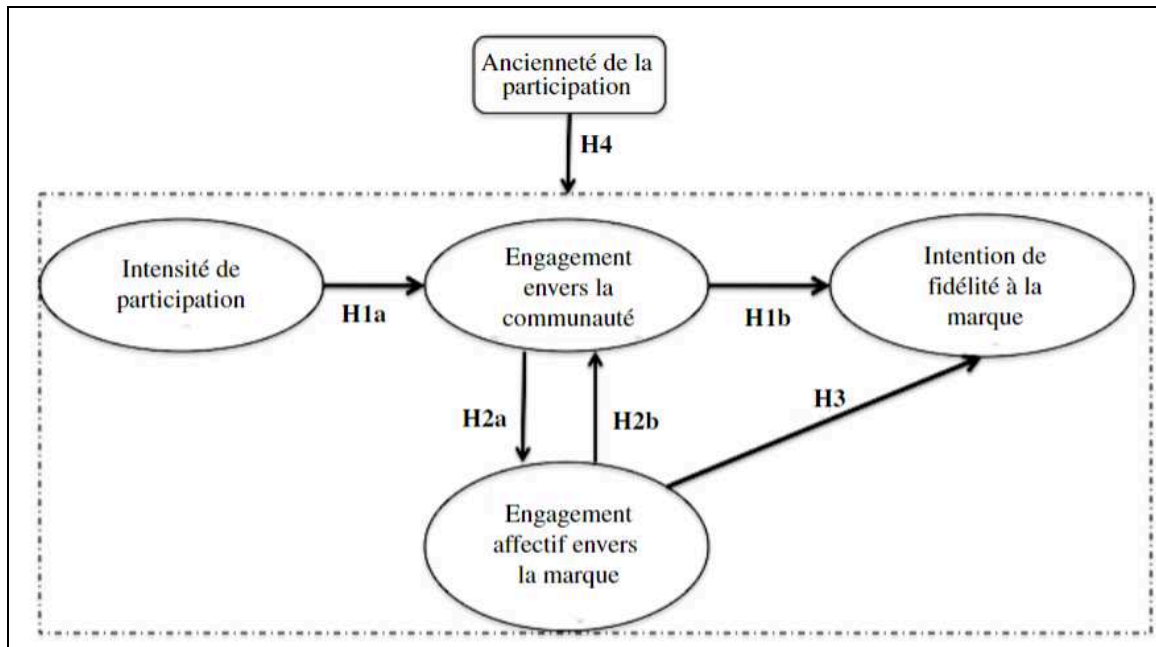 Ancienneté de la
participation
H4
Intensité de
participation
H1a
Engagement
envers la
communauté
H1b
Intention de
fidélité à la
marque
H2a
H2b
H3
Engagement
affectif envers
la marque